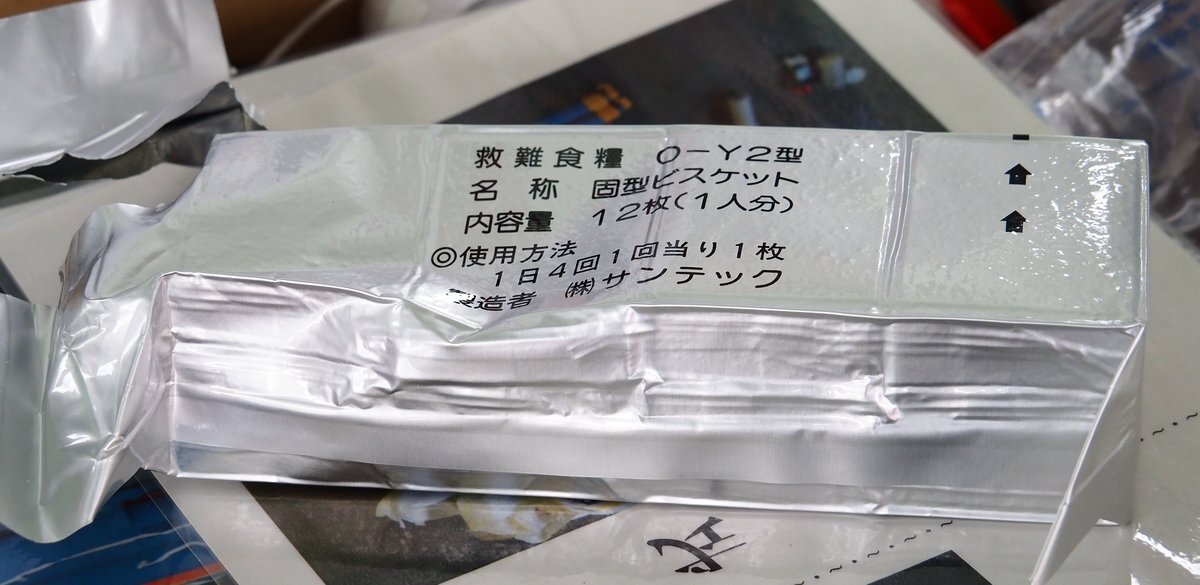 救難食糧 O-Y2型
名称 固型ビスケット
内容量 12枚(1人分)
◎使用方法
1日4回1回当り1枚
製造者 ㈱サンテック